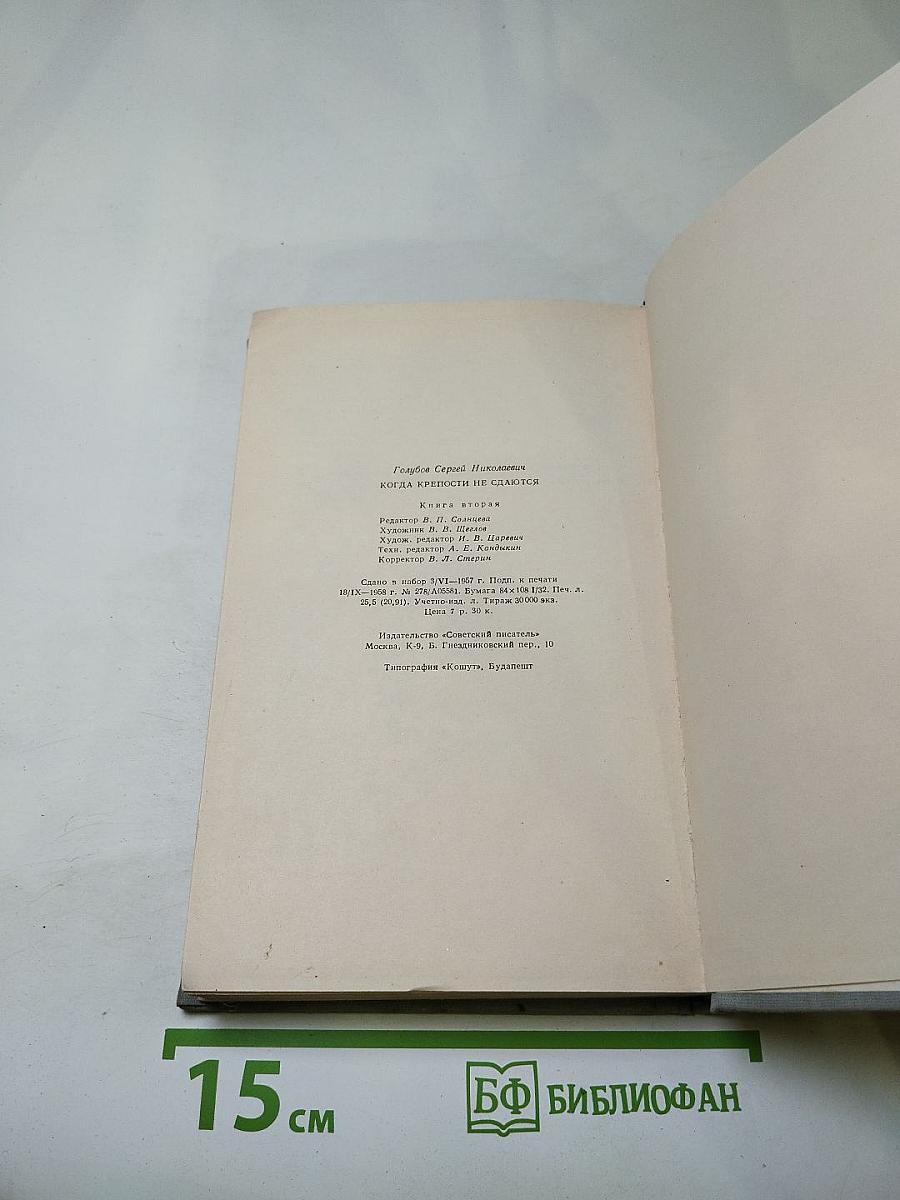 Голубов Сергей Николаевич
КОГДА КРЕПОСТИ НЕ СДАЮТСЯ
Книга вторая
Редактор В. П. Солнцева
Художник В. В. Щеглов
Худож. редактор И. В. Царевич
Техн. редактор А. Е. Кандыкин
Корректор В. Л. Стерин
Сдано в набор 3/VI—1957 г. Подп. к печати
18/IX—1958 г. № 278/А05581. Бумага 84×108 1/32. Печ. л.
25,5 (20,91). Учетно-изд. л. Тираж 30 000 экз.
Цена 7 р. 30 к.
Издательство «Советский писатель»
Москва, К-9, Б. Гнездниковский пер., 10
Типография «Кошут», Будапешт
15 см
БФ БИБЛИОФАН